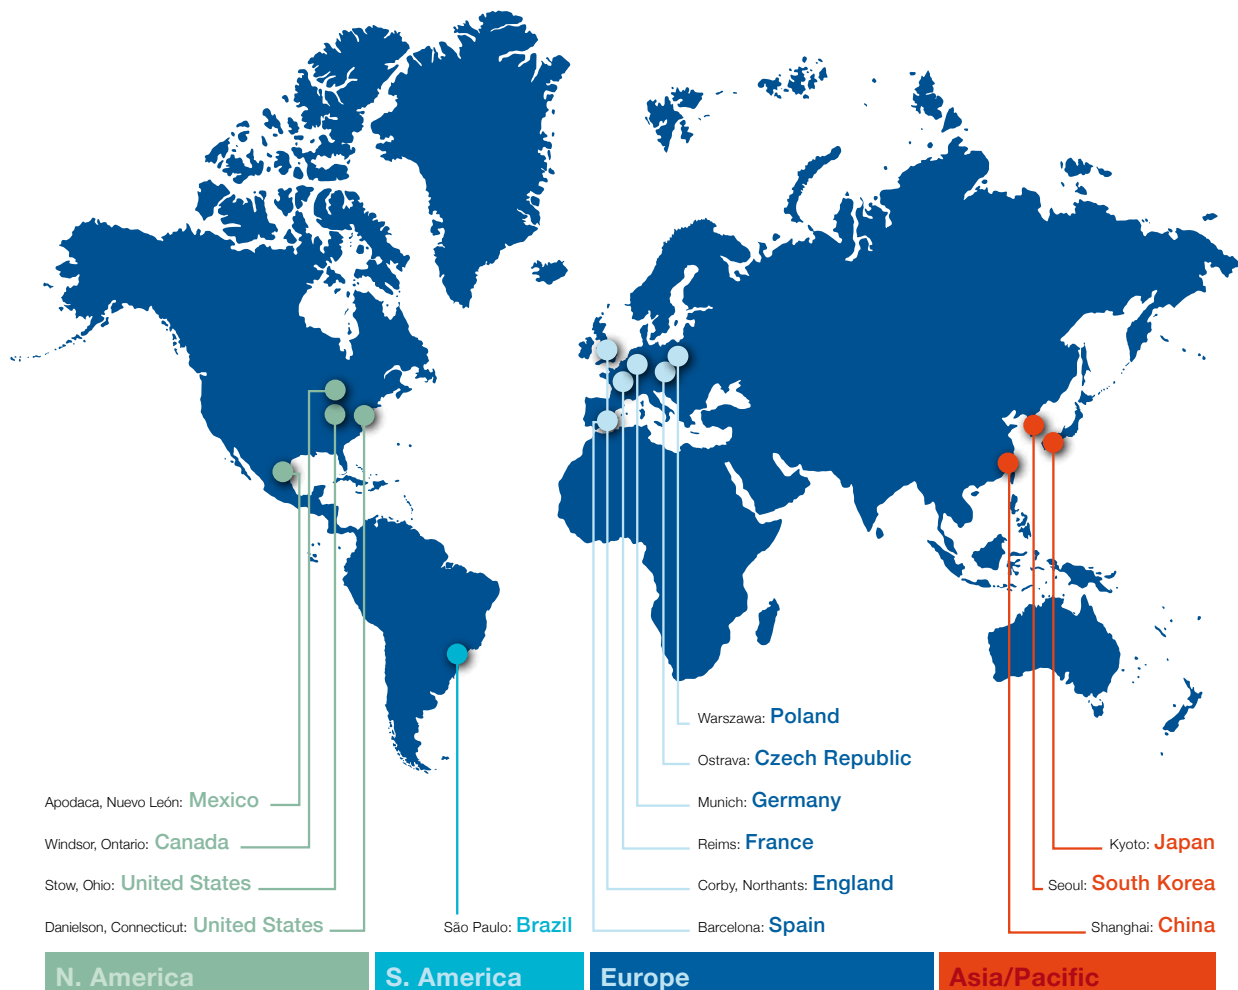 Warszawa: Poland
Ostrava: Czech Republic
Apodaca, Nuevo León: Mexico
Munich: Germany
Windsor, Ontario: Canada
Reims: France
Kyoto: Japan
Stow, Ohio: United States
Corby, Northants: England
Seoul: South Korea
Danielson, Connecticut: United States
São Paulo: Brazil
Barcelona: Spain
Shanghai: China
N. America
S. America
Europe
Asia/Pacific